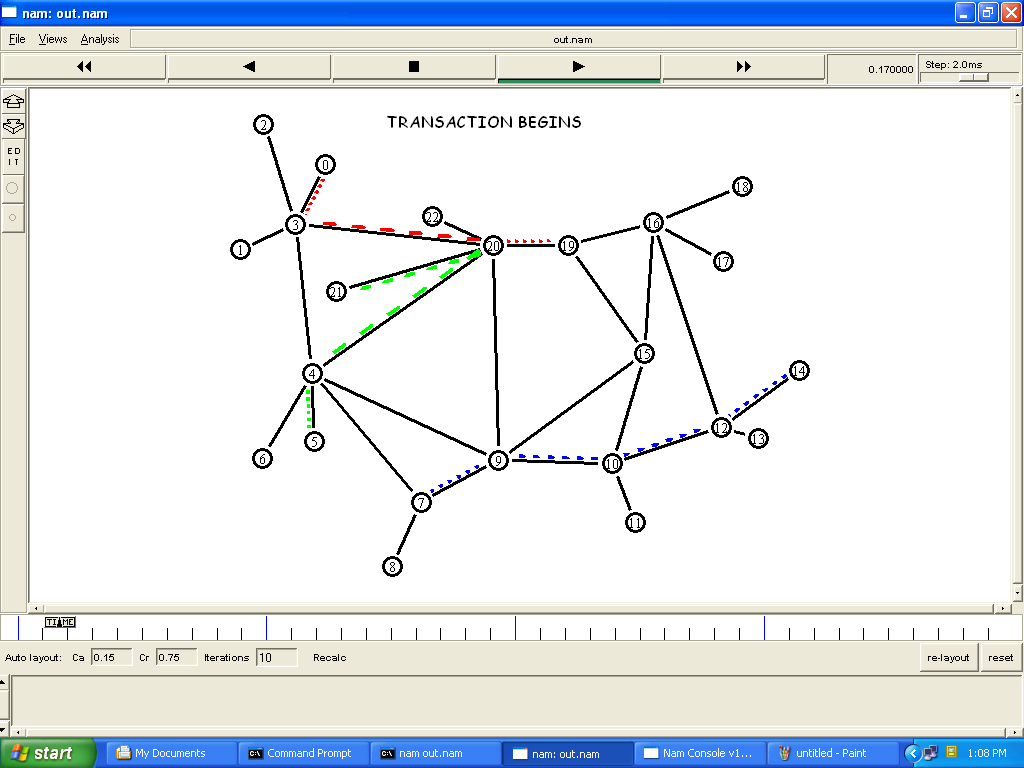 nam: out.nam
File Views Analysis out.nam
0.170000 Step: 2.0ms
ED
IT
TRANSACTION BEGINS
2
0
18
22
16
3
20
19
1
17
21
15
4
14
12
13
5
6
9
10
7
11
8
TIME
Auto layout: Ca 0.15 Cr 0.75 Iterations 10 Recalc re-layout reset
start My Documents Command Prompt nam out.nam nam: out.nam Nam Console v1... untitled - Paint 1:08 PM